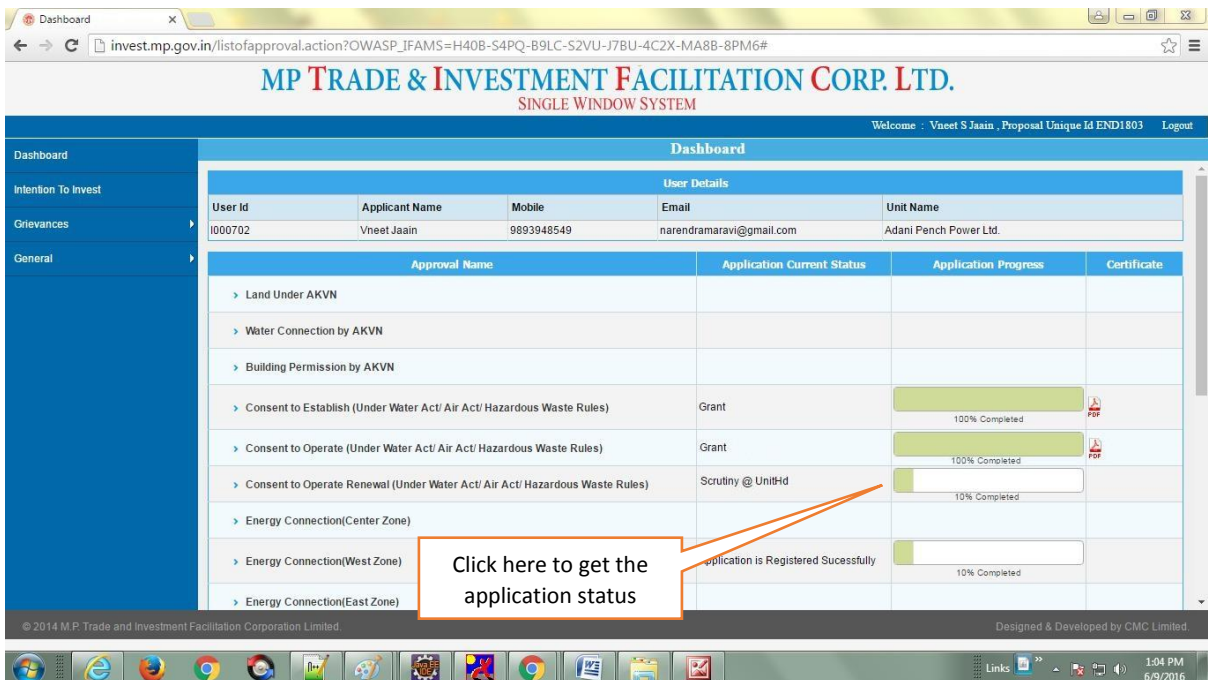 Dashboard
invest.mp.gov.in/listofapproval.action?OWASP_IFAMS=H40B-S4PQ-B9LC-S2VU-J7BU-4C2X-MA8B-8PM6#
MP TRADE & INVESTMENT FACILITATION CORP. LTD.
SINGLE WINDOW SYSTEM
Welcome : Vneet S Jaain , Proposal Unique Id END1803 Logout
Dashboard
Intention To Invest
Grievances
General
Dashboard
User Details
User Id Applicant Name Mobile Email Unit Name
I000702 Vneet Jaain 9893948549 narendramaravi@gmail.com Adani Pench Power Ltd.
Approval Name Application Current Status Application Progress Certificate
Land Under AKVN
Water Connection by AKVN
Building Permission by AKVN
Consent to Establish (Under Water Act/ Air Act/ Hazardous Waste Rules) Grant 100% Completed PDF
Consent to Operate (Under Water Act/ Air Act/ Hazardous Waste Rules) Grant 100% Completed PDF
Consent to Operate Renewal (Under Water Act/ Air Act/ Hazardous Waste Rules) Scrutiny @ UnitHd 10% Completed
Energy Connection(Center Zone)
Energy Connection(West Zone) pplication is Registered Sucessfully 10% Completed
Energy Connection(East Zone)
Click here to get the
application status
© 2014 M.P. Trade and Investment Facilitation Corporation Limited. Designed & Developed by CMC Limited.
Links 1:04 PM
6/9/2016